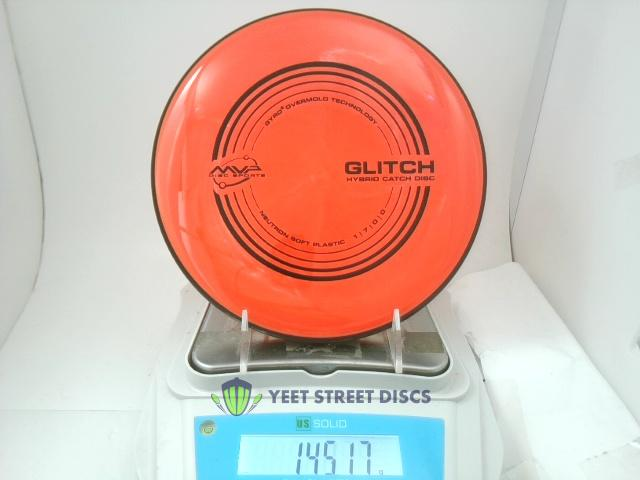 GYRO² OVERMOLD TECHNOLOGY
MVP
DISC SPORTS
GLITCH
HYBRID CATCH DISC
NEUTRON SOFT PLASTIC 1|7|0|0
YEET STREET DISCS
US SOLID
145.17 g